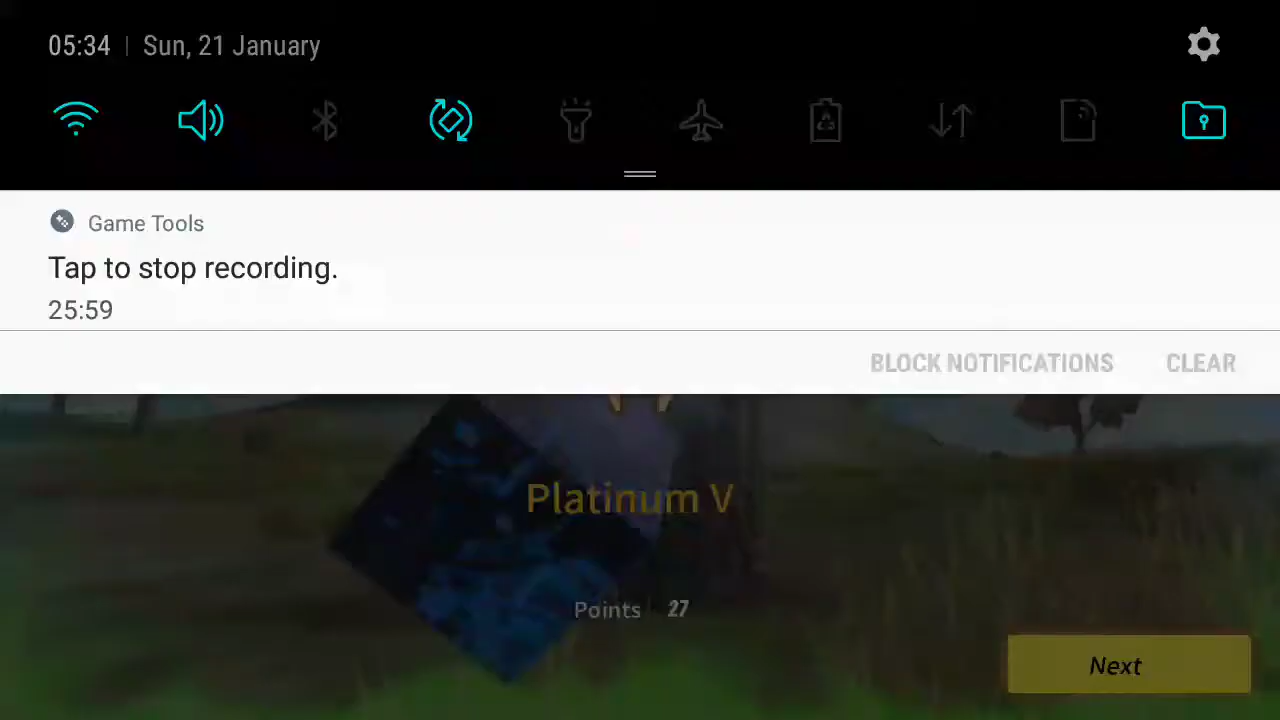 05:34 | Sun, 21 January
Game Tools
Tap to stop recording.
25:59
BLOCK NOTIFICATIONS CLEAR
Platinum V
Points 27
Next